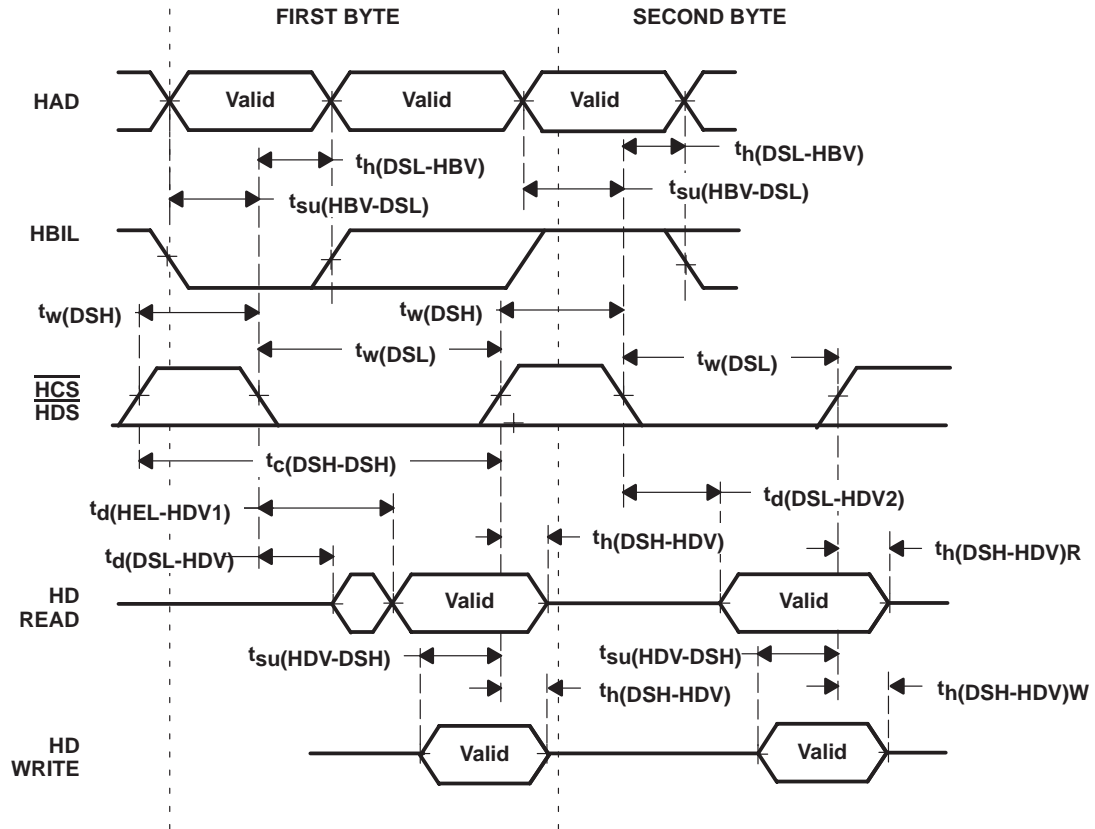 FIRST BYTE SECOND BYTE
HAD Valid Valid Valid
th(DSL-HBV) th(DSL-HBV)
tsu(HBV-DSL) tsu(HBV-DSL)
HBIL
tw(DSH) tw(DSH)
tw(DSL) tw(DSL)
HCS
HDS
tc(DSH-DSH)
td(HEL-HDV1) td(DSL-HDV2)
td(DSL-HDV) th(DSH-HDV) th(DSH-HDV)R
HD
READ Valid Valid
tsu(HDV-DSH) tsu(HDV-DSH)
th(DSH-HDV) th(DSH-HDV)W
HD
WRITE Valid Valid